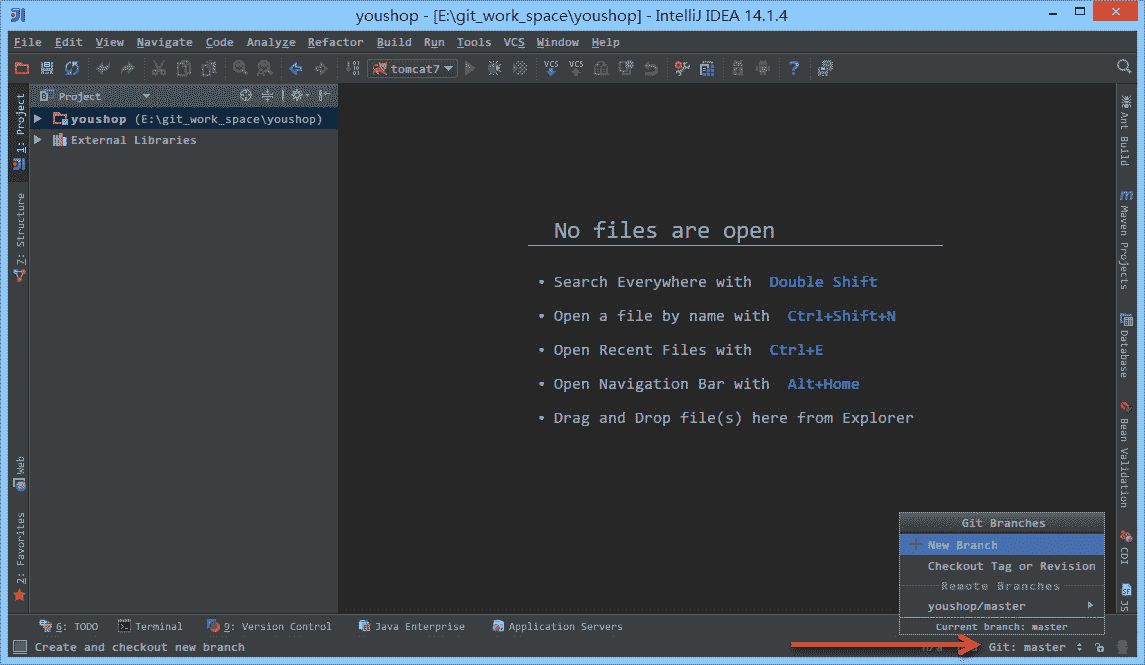 youshop - [E:\git_work_space\youshop] - IntelliJ IDEA 14.1.4
File Edit View Navigate Code Analyze Refactor Build Run Tools VCS Window Help
tomcat7
VCS
VCS
1: Project
Z: Structure
Web
2: Favorites
Project
youshop (E:\git_work_space\youshop)
External Libraries
No files are open
• Search Everywhere with Double Shift
• Open a file by name with Ctrl+Shift+N
• Open Recent Files with Ctrl+E
• Open Navigation Bar with Alt+Home
• Drag and Drop file(s) here from Explorer
Ant Build
Maven Projects
Database
Bean Validation
CDI
JS
Git Branches
New Branch
Checkout Tag or Revision
Remote Branches
youshop/master
Current branch: master
6: TODO Terminal 9: Version Control Java Enterprise Application Servers
Create and checkout new branch
n/a
Git: master